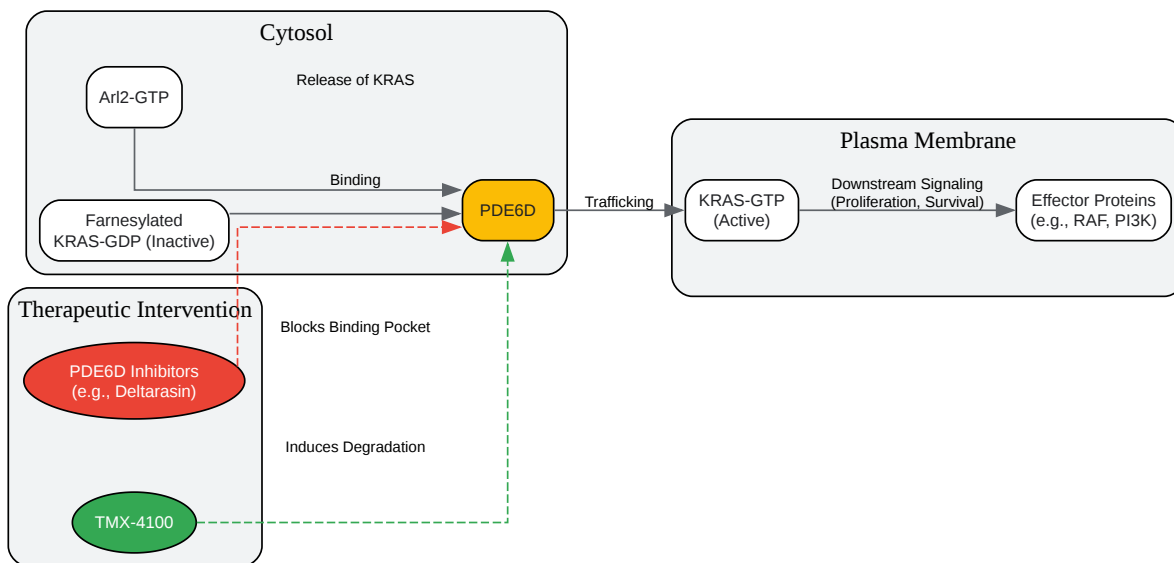 Cytosol
Release of KRAS
Arl2-GTP
Binding
Farnesylated
KRAS-GDP (Inactive)
PDE6D
Trafficking
Plasma Membrane
KRAS-GTP
(Active)
Downstream Signaling
(Proliferation, Survival)
Effector Proteins
(e.g., RAF, PI3K)
Therapeutic Intervention
Blocks Binding Pocket
PDE6D Inhibitors
(e.g., Deltarasin)
Induces Degradation
TMX-4100